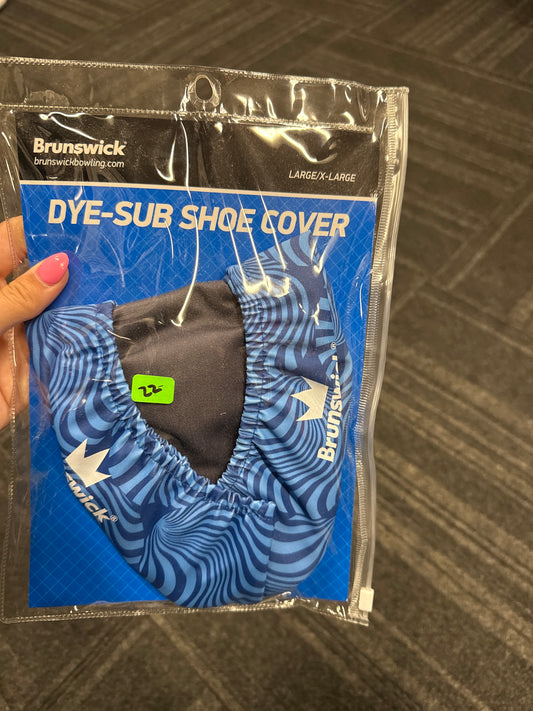 Brunswick
brunswickbowling.com
LARGE/X-LARGE
DYE-SUB SHOE COVER
22
Brunswick®
wick®